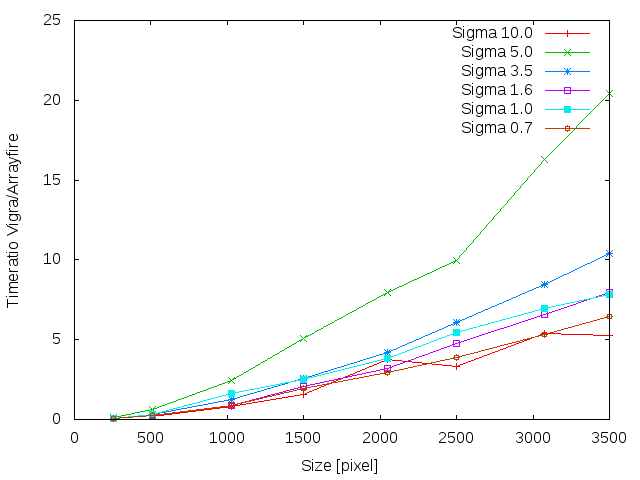 25
20
15
10
5
0
Timeratio Vigra/Arrayfire
Sigma 10.0
Sigma 5.0
Sigma 3.5
Sigma 1.6
Sigma 1.0
Sigma 0.7
0 500 1000 1500 2000 2500 3000 3500
Size [pixel]